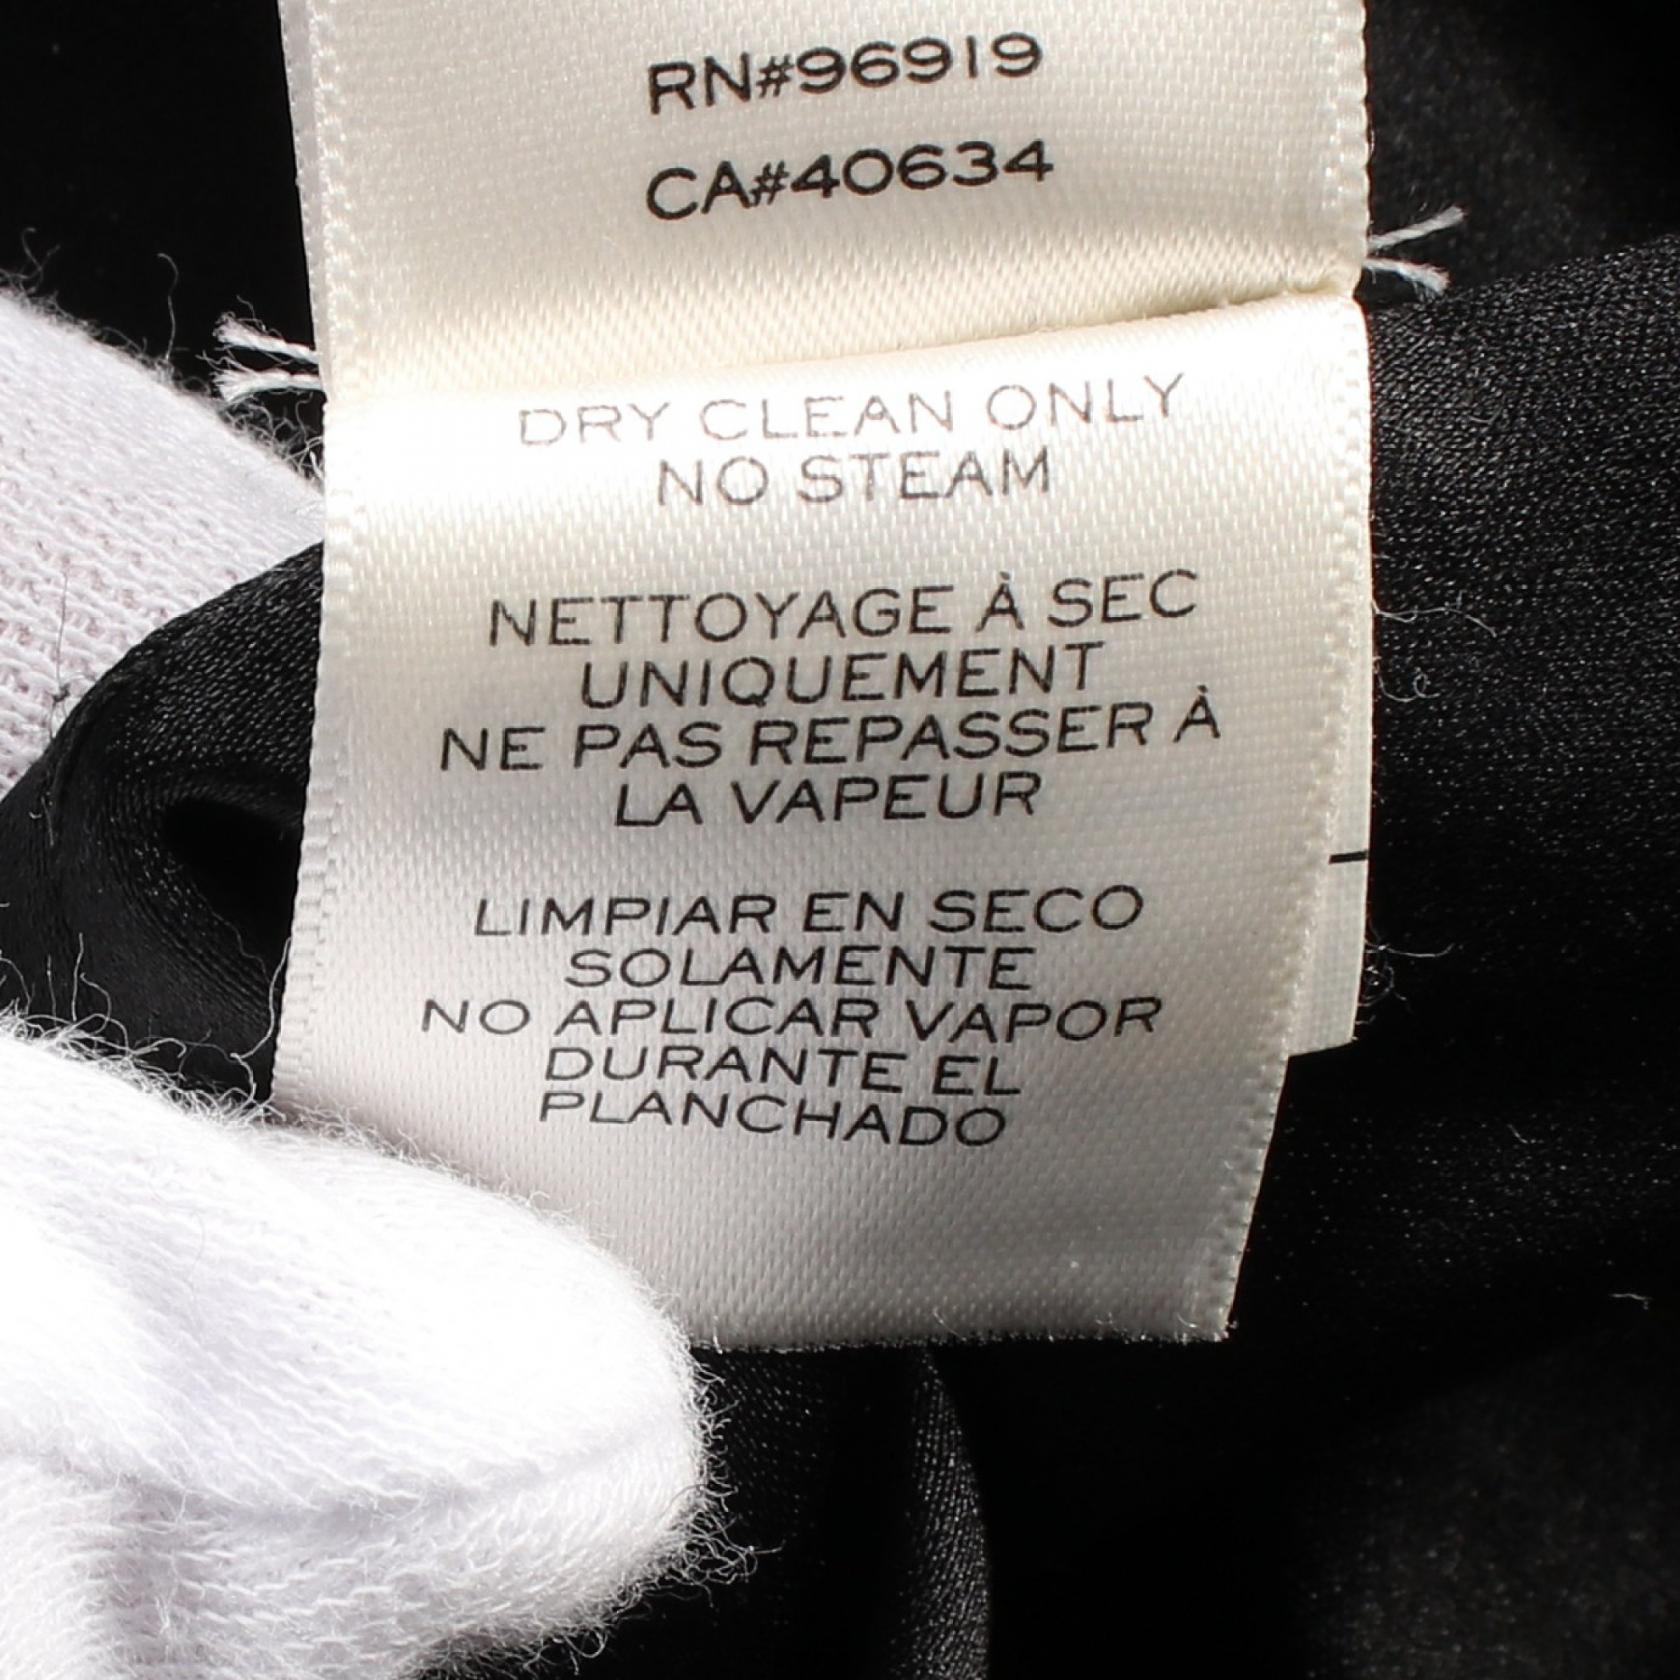 RN#96919
CA#40634
DRY CLEAN ONLY
NO STEAM
NETTOYAGE À SEC
UNIQUEMENT
NE PAS REPASSER À
LA VAPEUR
LIMPIAR EN SECO
SOLAMENTE
NO APLICAR VAPOR
DURANTE EL
PLANCHADO